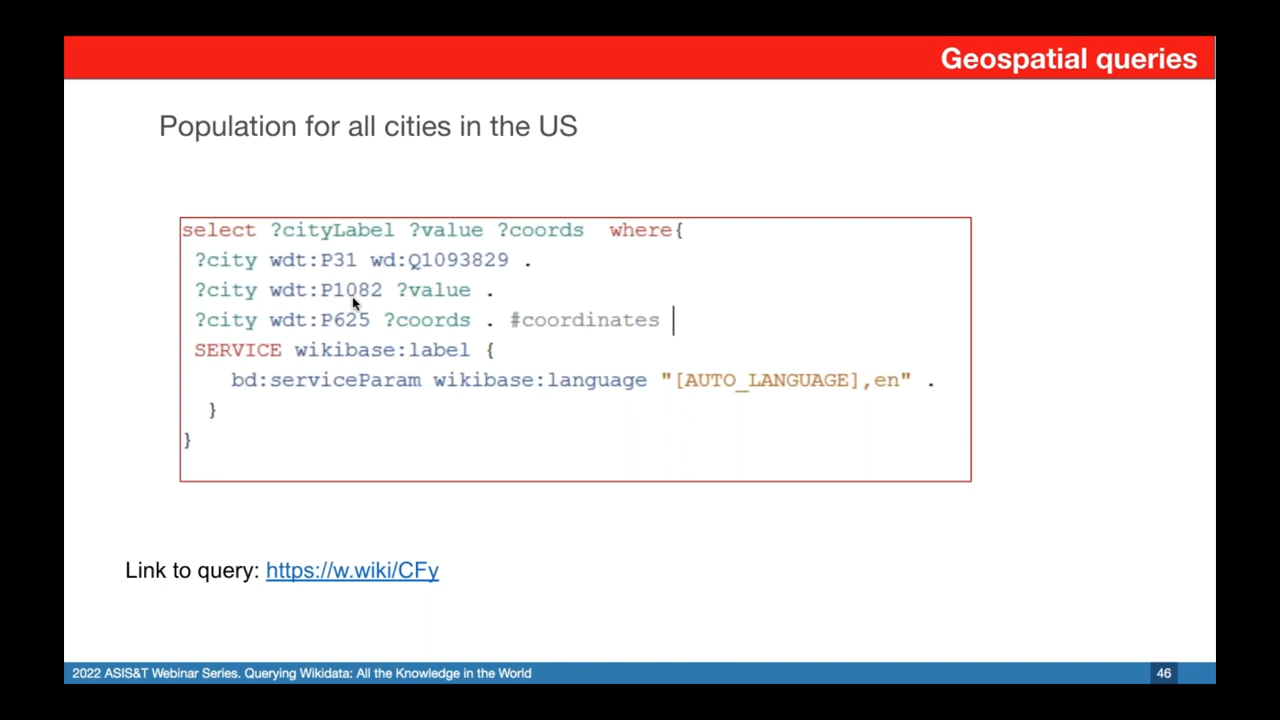 Geospatial queries
Population for all cities in the US
select ?cityLabel ?value ?coords where{
?city wdt:P31 wd:Q1093829 .
?city wdt:P1082 ?value .
?city wdt:P625 ?coords . #coordinates
SERVICE wikibase:label {
bd:serviceParam wikibase:language "[AUTO_LANGUAGE],en" .
}
}
Link to query: https://w.wiki/CFy
2022 ASIS&T Webinar Series. Querying Wikidata: All the Knowledge in the World
46